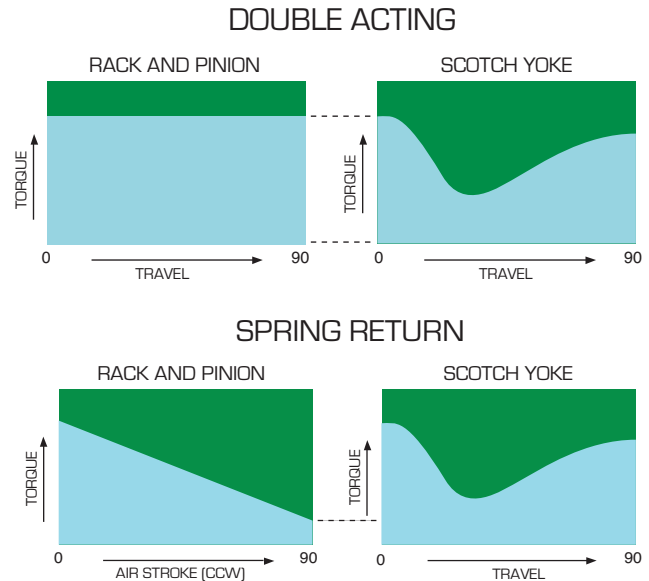 DOUBLE ACTING
RACK AND PINION
SCOTCH YOKE
TORQUE
TORQUE
0
90
0
90
TRAVEL
TRAVEL
SPRING RETURN
RACK AND PINION
SCOTCH YOKE
TORQUE
TORQUE
0
90
0
90
AIR STROKE (CCW)
TRAVEL